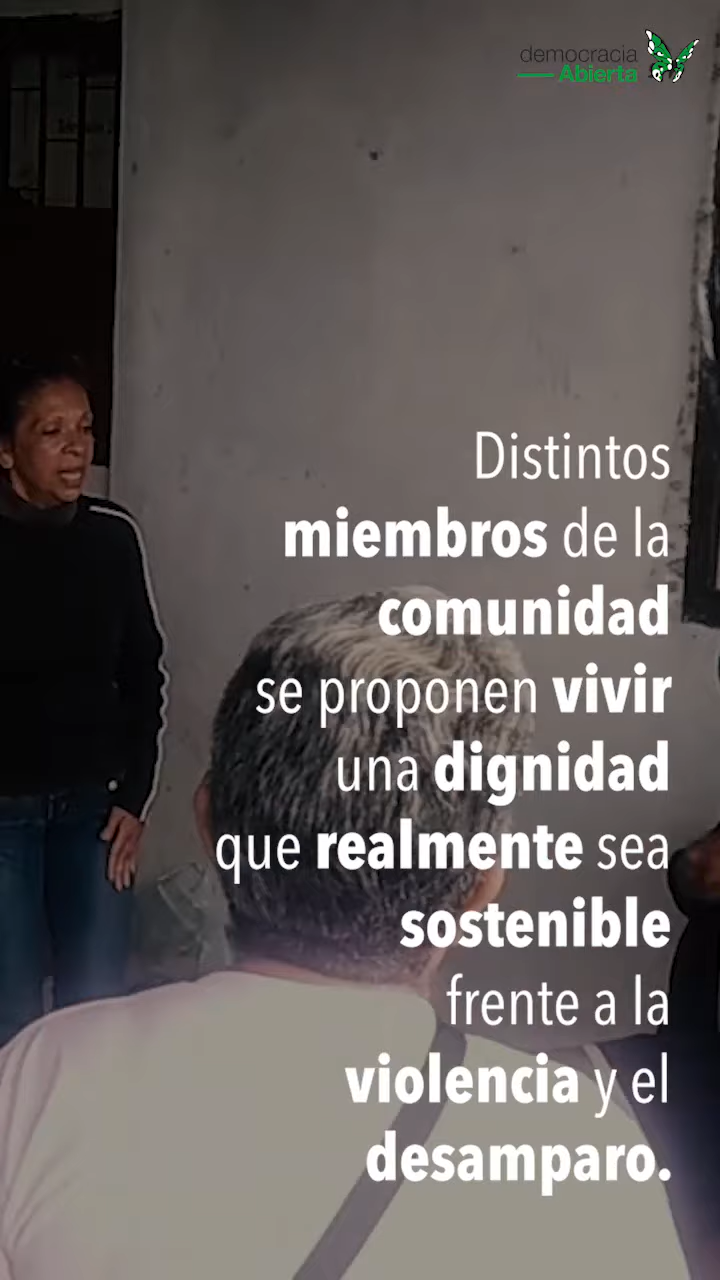 democracia
Abierta
Distintos
miembros de la
comunidad
se proponen vivir
una dignidad
que realmente sea
sostenible
frente a la
violencia y el
desamparo.